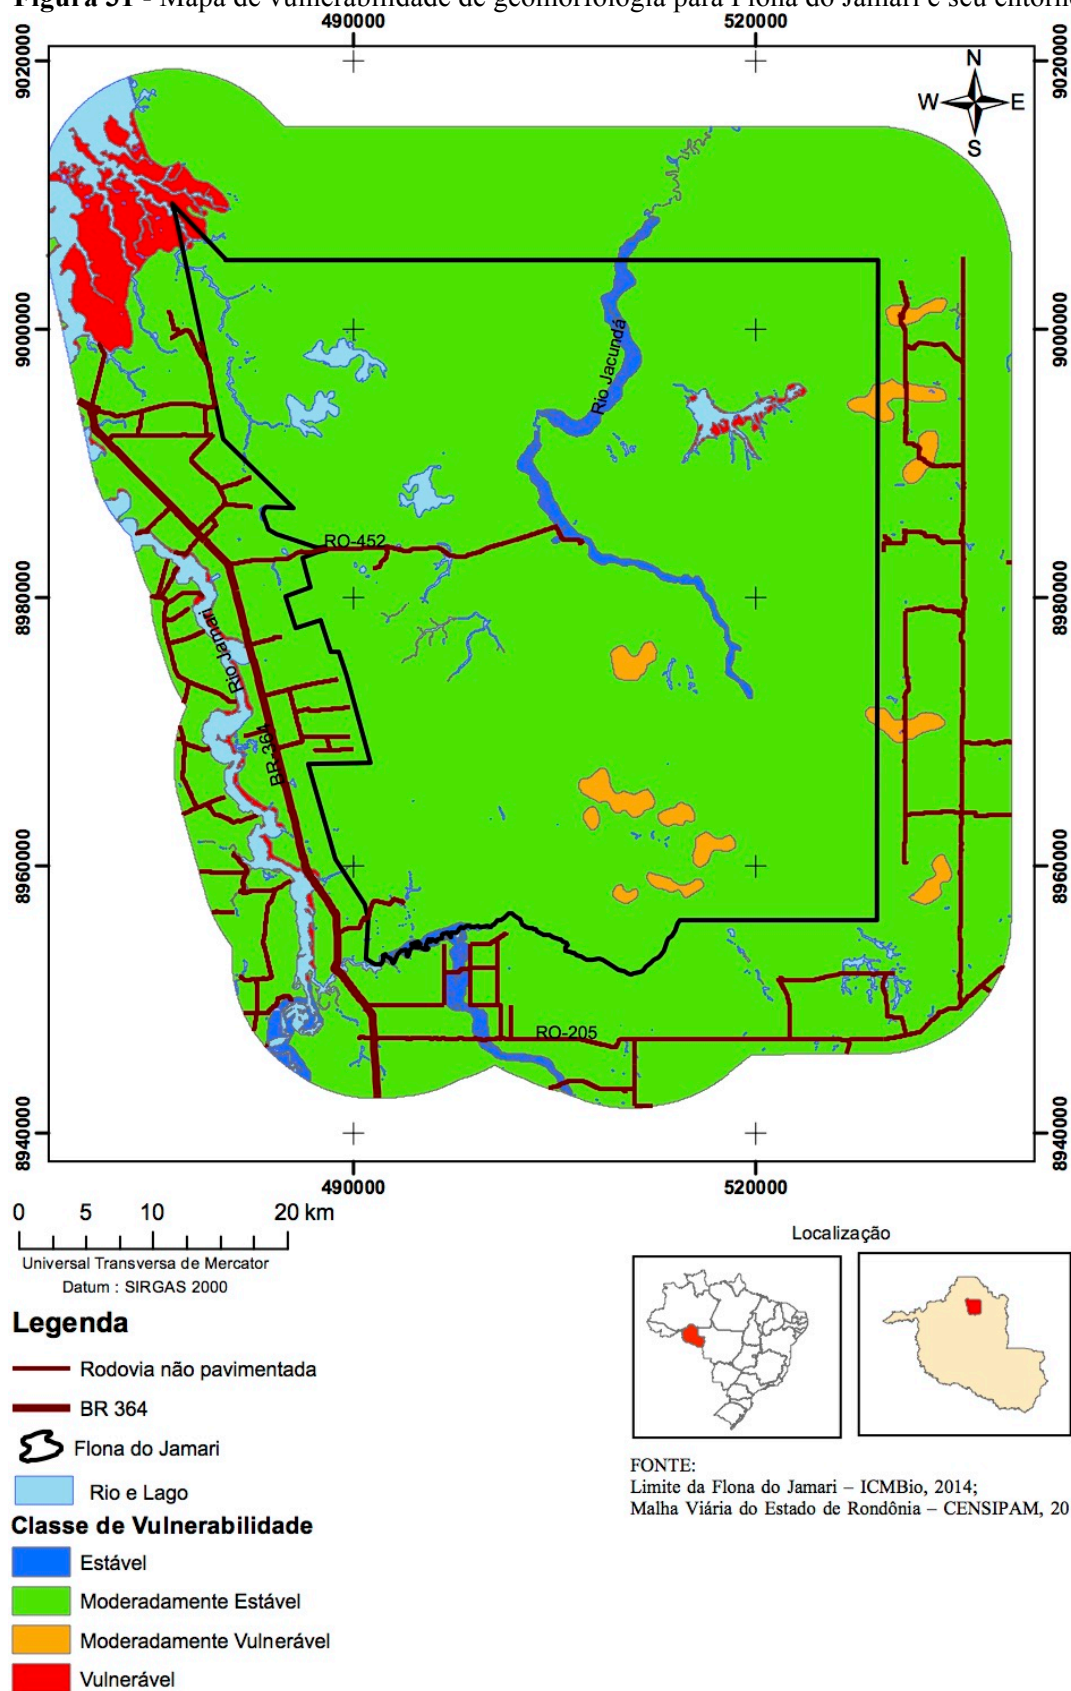 Figura 31 - Mapa de vulnerabilidade de geomorfologia para Flona do Jamari e seu entorno
490000 520000
9020000 9020000
N
W E
S
9000000 9000000
Rio Jacundá
RO-452
8980000 8980000
Rio Jamari
BR-364
8960000 8960000
RO-205
8940000 8940000
490000 520000
0 5 10 20 km
Universal Transversa de Mercator
Datum : SIRGAS 2000
Localização
Legenda
Rodovia não pavimentada
BR 364
Flona do Jamari
Rio e Lago
FONTE:
Limite da Flona do Jamari – ICMBio, 2014;
Malha Viária do Estado de Rondônia – CENSIPAM, 20
Classe de Vulnerabilidade
Estável
Moderadamente Estável
Moderadamente Vulnerável
Vulnerável